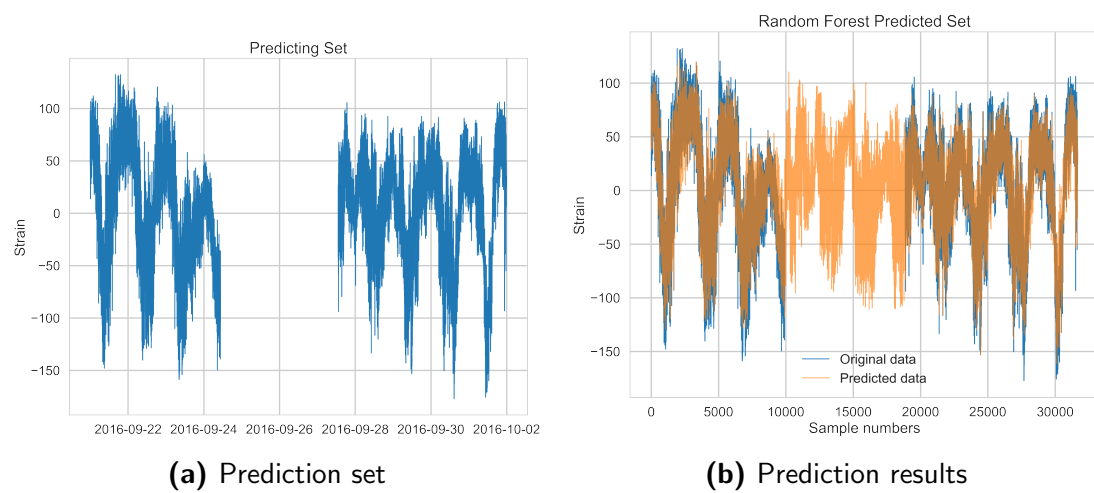 Predicting Set
Strain
100
50
0
−50
−100
−150
2016-09-22 2016-09-24 2016-09-26 2016-09-28 2016-09-30 2016-10-02
(a) Prediction set
Random Forest Predicted Set
Strain
100
50
0
−50
−100
−150
Original data
Predicted data
0 5000 10000 15000 20000 25000 30000
Sample numbers
(b) Prediction results